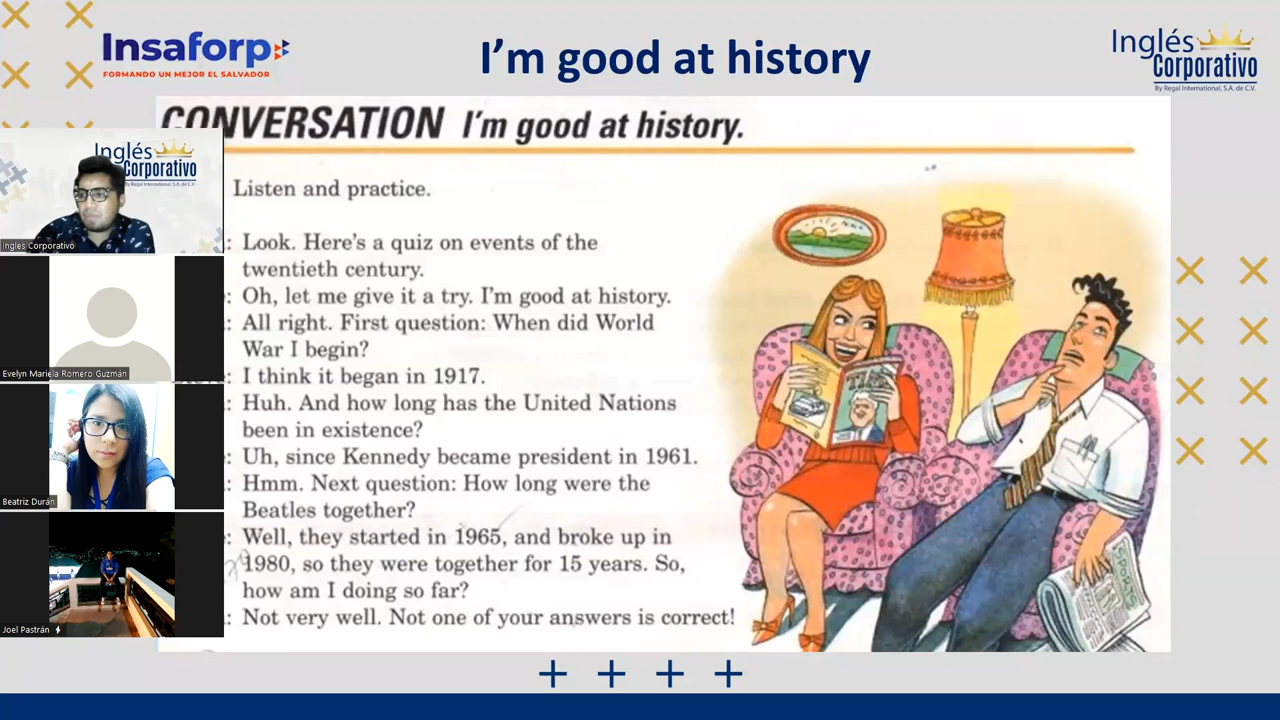 Insaforp
FORMANDO UN MEJOR EL SALVADOR
I'm good at history
Inglés
Corporativo
By Regal International, S.A. de C.V.
CONVERSATION I'm good at history.
Listen and practice.
: Look. Here's a quiz on events of the
twentieth century.
: Oh, let me give it a try. I'm good at history.
: All right. First question: When did World
War I begin?
: I think it began in 1917.
: Huh. And how long has the United Nations
been in existence?
: Uh, since Kennedy became president in 1961.
: Hmm. Next question: How long were the
Beatles together?
: Well, they started in 1965, and broke up in
1980, so they were together for 15 years. So,
how am I doing so far?
: Not very well. Not one of your answers is correct!
TIME
SPORTS
Inglés
Corporativo
By Regal International, S.A. de C.V.
Ingles Corporativo
Evelyn Mariela Romero Guzmán
Beatriz Durán
Joel Pastrán